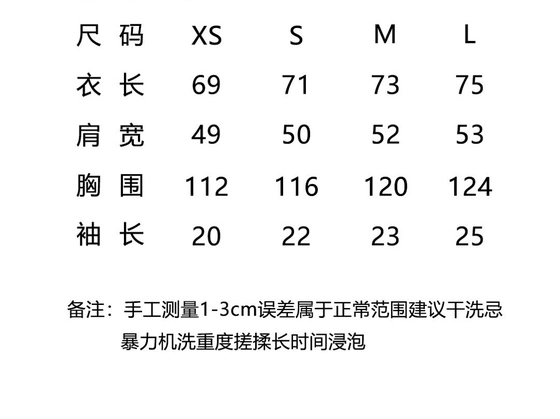 尺 码 XS S M L
衣 长 69 71 73 75
肩 宽 49 50 52 53
胸 围 112 116 120 124
袖 长 20 22 23 25
备注：手工测量1-3cm误差属于正常范围建议干洗忌
暴力机洗重度搓揉长时间浸泡